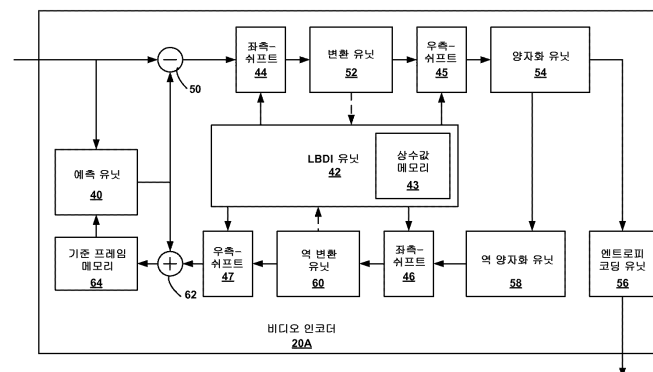 좌측-
쉬프트
44
변환 유닛
52
우측-
쉬프트
45
양자화 유닛
54
50
LBDI 유닛
42
상수값
메모리
43
예측 유닛
40
기준 프레임
메모리
64
62
우측-
쉬프트
47
역 변환
유닛
60
좌측-
쉬프트
46
역 양자화 유닛
58
엔트로피
코딩 유닛
56
비디오 인코더
20A